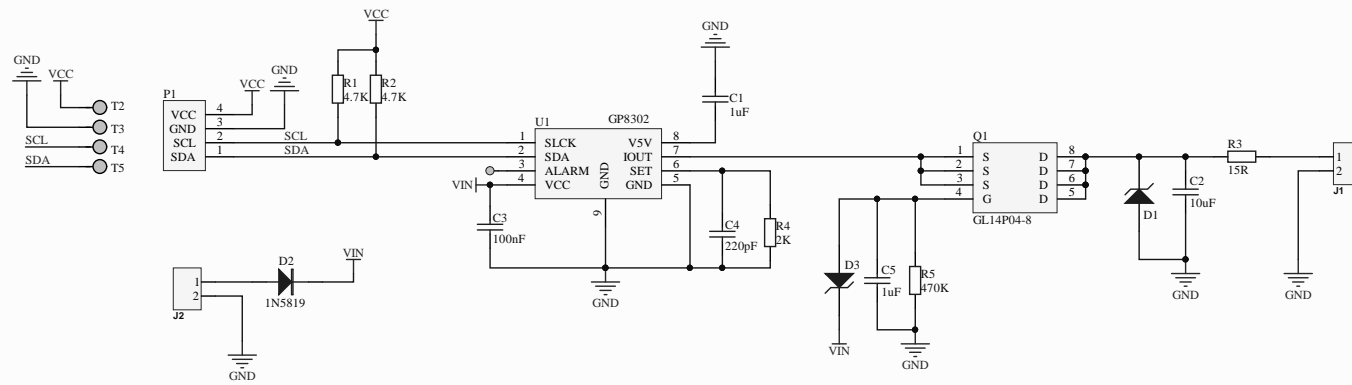 VCC
GND
GND
C1
1uF
GND
VCC
T2
T3
SCL
T4
SDA
T5
P1
VCC
GND
VCC 4
GND 3
SCL 2
SDA 1
R1
4.7K
R2
4.7K
SCL
SDA
U1
GP8302
1 SLCK V5V 8
2 SDA IOUT 7
3 ALARM SET 6
4 VCC GND 5
GND
9
VIN
C3
100nF
C4
220pF
R4
2K
GND
Q1
1 S D 8
2 S D 7
3 S D 6
4 G D 5
GL14P04-8
D1
C2
10uF
GND
R3
15R
1
2
J1
GND
D3
C5
1uF
R5
470K
VIN
GND
1
2
J2
D2
1N5819
VIN
GND